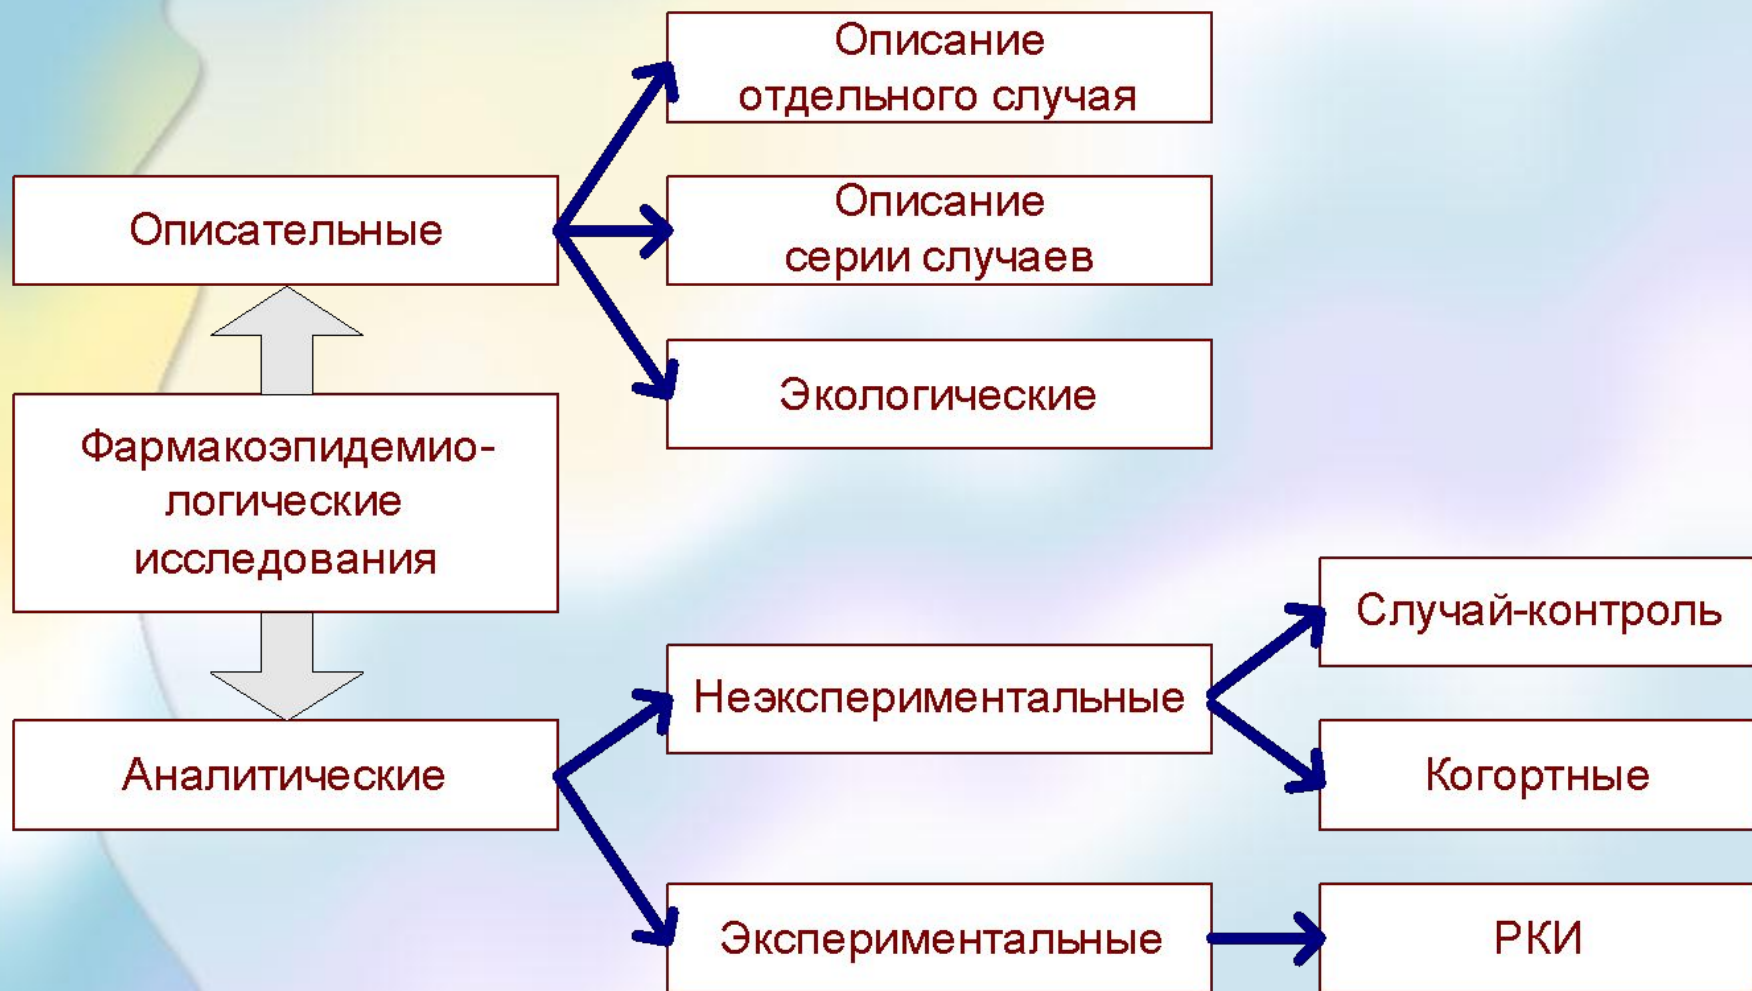 Описание
отдельного случая
Описательные
Описание
серии случаев
Экологические
Фармакоэпидемио-
логические
исследования
Случай-контроль
Неэкспериментальные
Аналитические
Когортные
Экспериментальные
РКИ